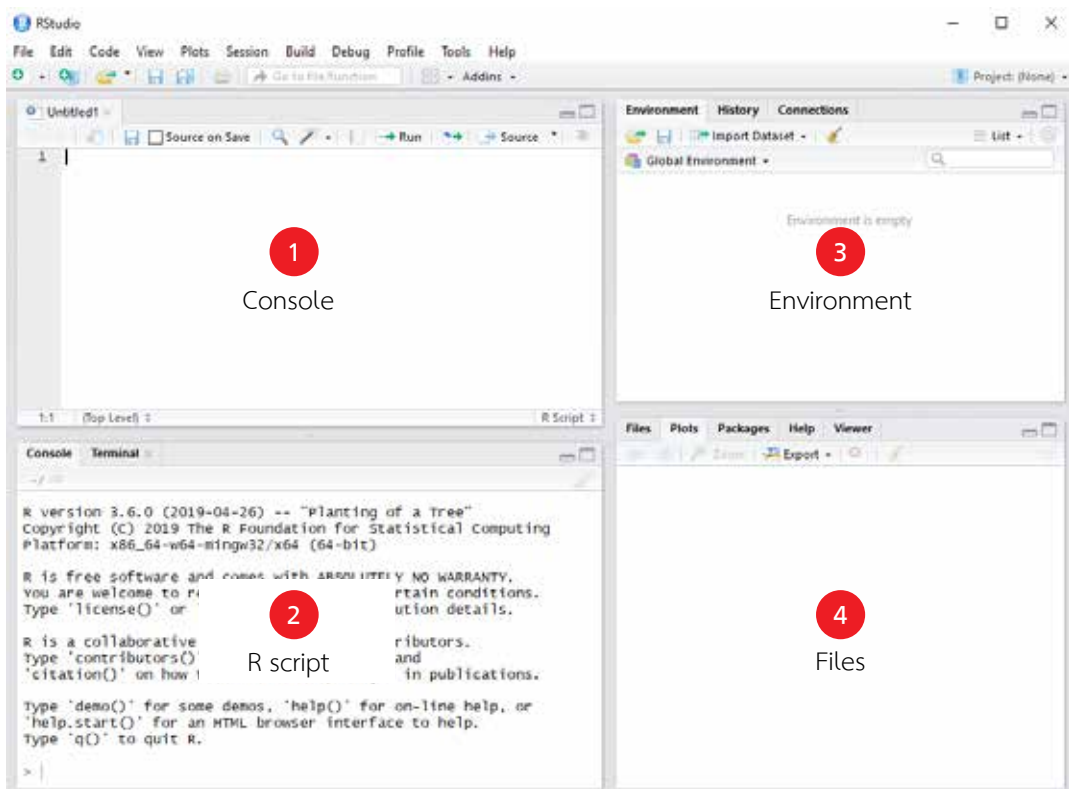 RStudio
File Edit Code View Plots Session Build Debug Profile Tools Help
Go to file/function Addins Project: (None)
Untitled1
Source on Save Run Source
1
1
Console
1:1 (Top Level) R Script
Console Terminal
~/
R version 3.6.0 (2019-04-26) -- "Planting of a Tree"
Copyright (C) 2019 The R Foundation for Statistical Computing
Platform: x86_64-w64-mingw32/x64 (64-bit)
R is free software and comes with ABSOLUTELY NO WARRANTY.
You are welcome to r rtain conditions.
Type 'license()' or ution details.
R is a collaborative ributors.
Type 'contributors() and
'citation()' on how in publications.
2
R script
Type 'demo()' for some demos, 'help()' for on-line help, or
'help.start()' for an HTML browser interface to help.
Type 'q()' to quit R.
>
Environment History Connections
Import Dataset List
Global Environment
Environment is empty
3
Environment
Files Plots Packages Help Viewer
Zoom Export
4
Files